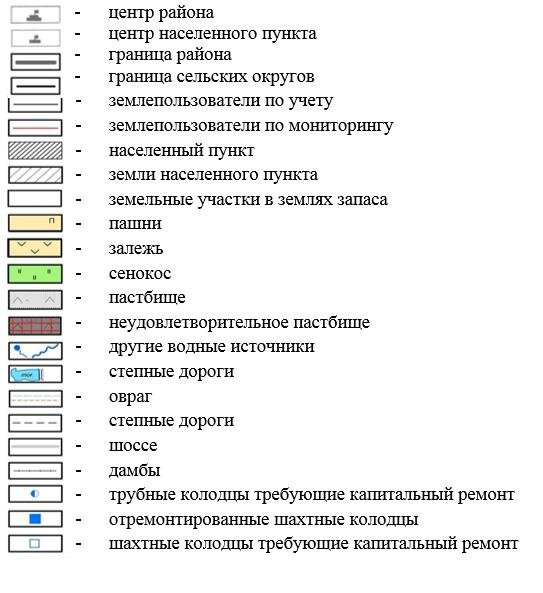 - центр района
- центр населенного пункта
- граница района
- граница сельских округов
- землепользователи по учету
- землепользователи по мониторингу
- населенный пункт
- земли населенного пункта
- земельные участки в землях запаса
- пашни
- залежь
- сенокос
- пастбище
- неудовлетворительное пастбище
- другие водные источники
- степные дороги
- овраг
- степные дороги
- шоссе
- дамбы
- трубные колодцы требующие капитальный ремонт
- отремонтированные шахтные колодцы
- шахтные колодцы требующие капитальный ремонт